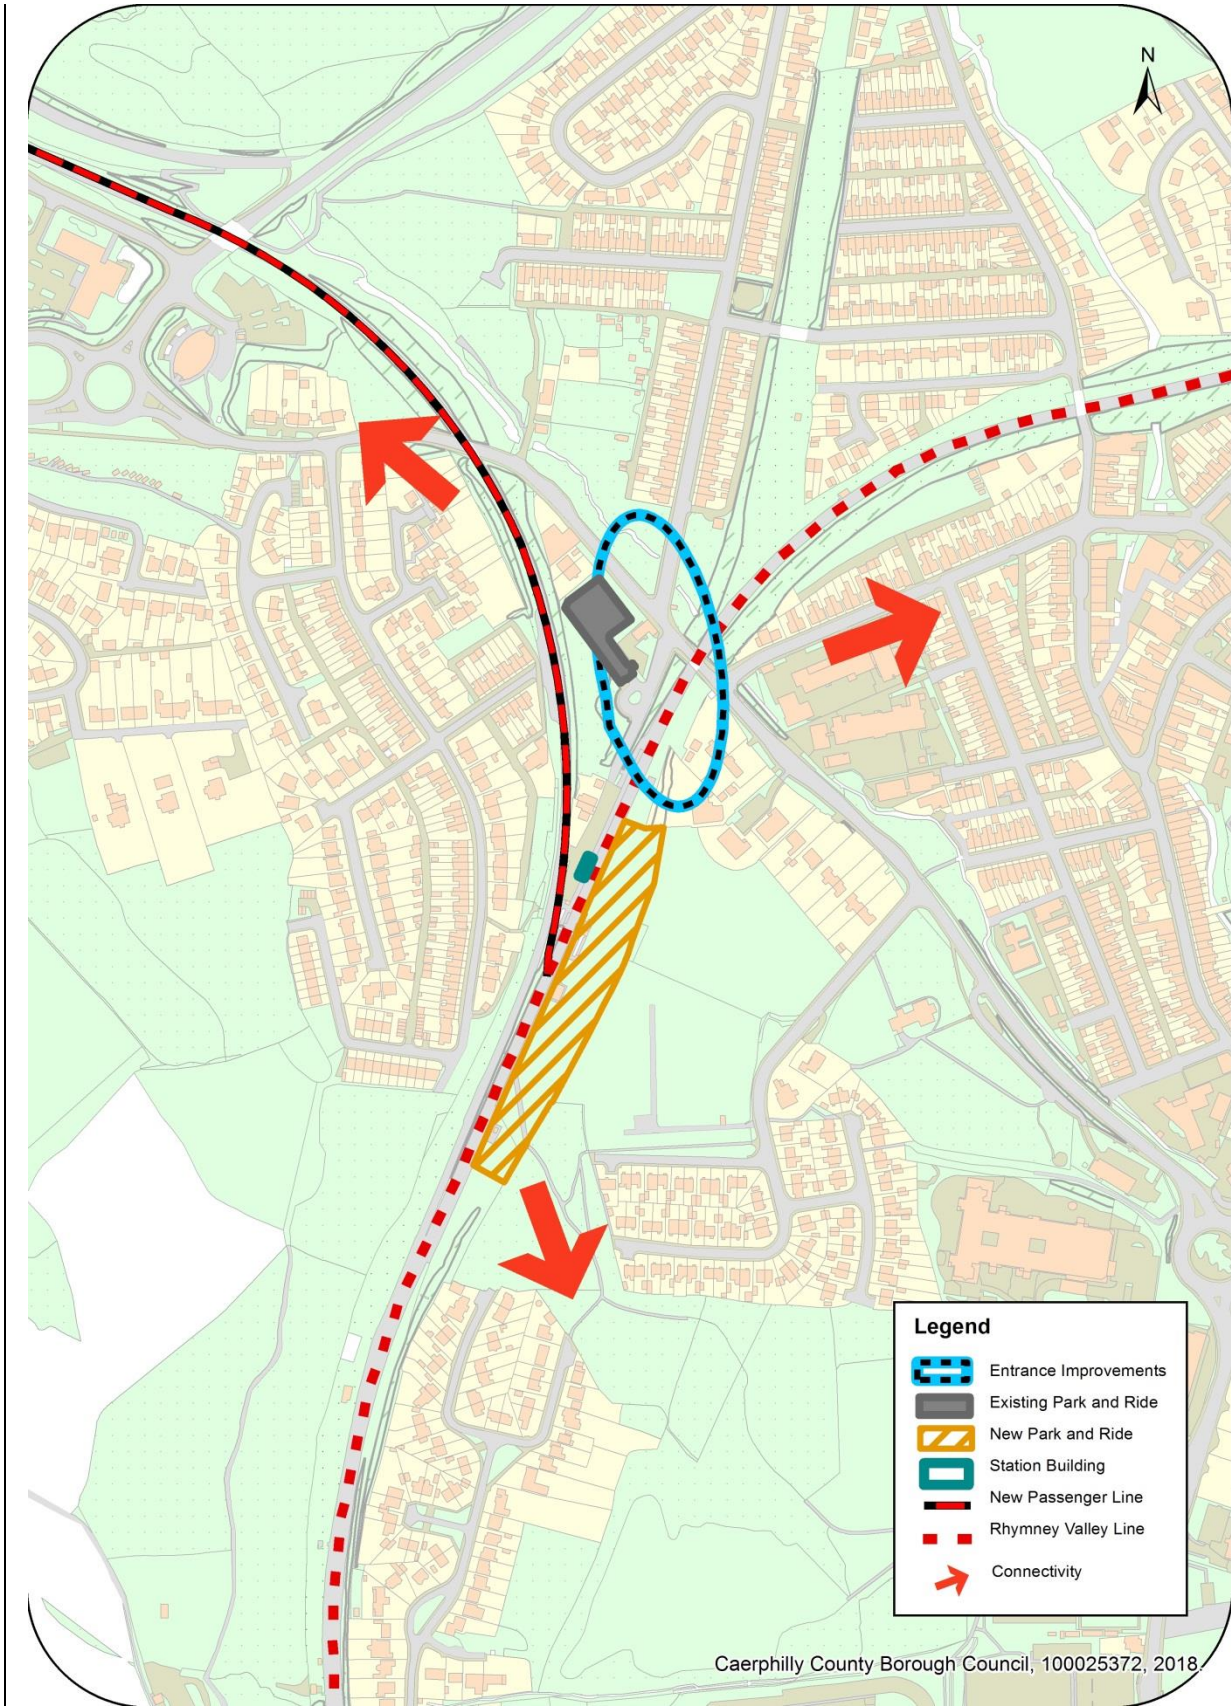 N
Legend
Entrance Improvements
Existing Park and Ride
New Park and Ride
Station Building
New Passenger Line
Rhymney Valley Line
Connectivity
Caerphilly County Borough Council, 100025372, 2018.